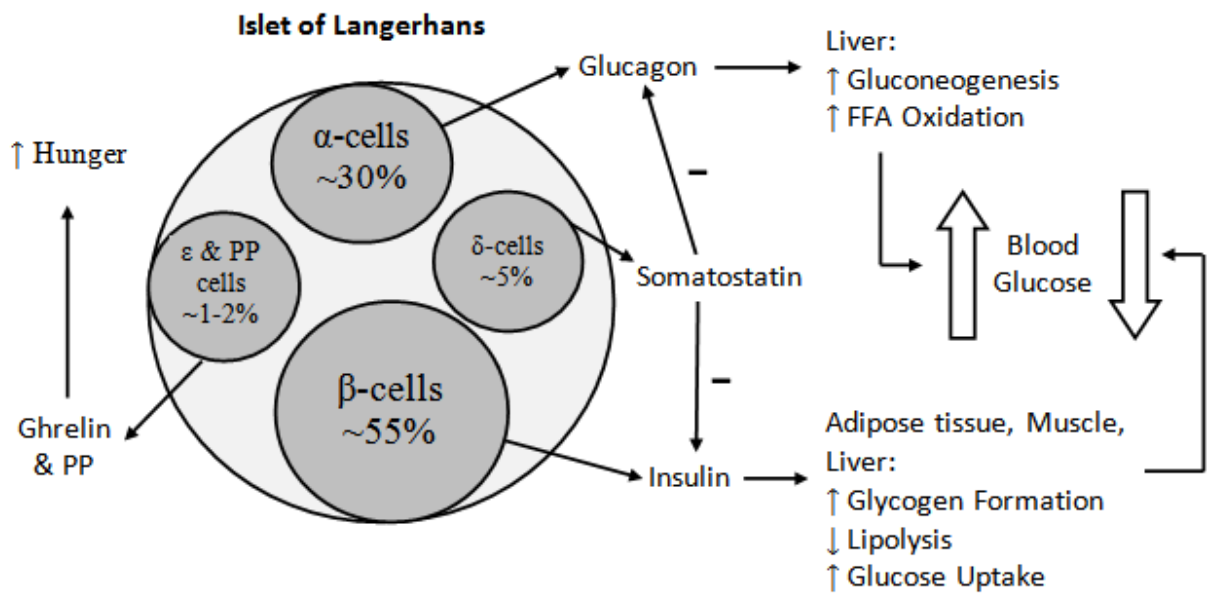 Islet of Langerhans
α-cells
~30%
δ-cells
~5%
ε & PP
cells
~1-2%
β-cells
~55%
↑ Hunger
Ghrelin
& PP
Glucagon
–
Somatostatin
–
Insulin
Liver:
↑ Gluconeogenesis
↑ FFA Oxidation
Blood
Glucose
Adipose tissue, Muscle,
Liver:
↑ Glycogen Formation
↓ Lipolysis
↑ Glucose Uptake